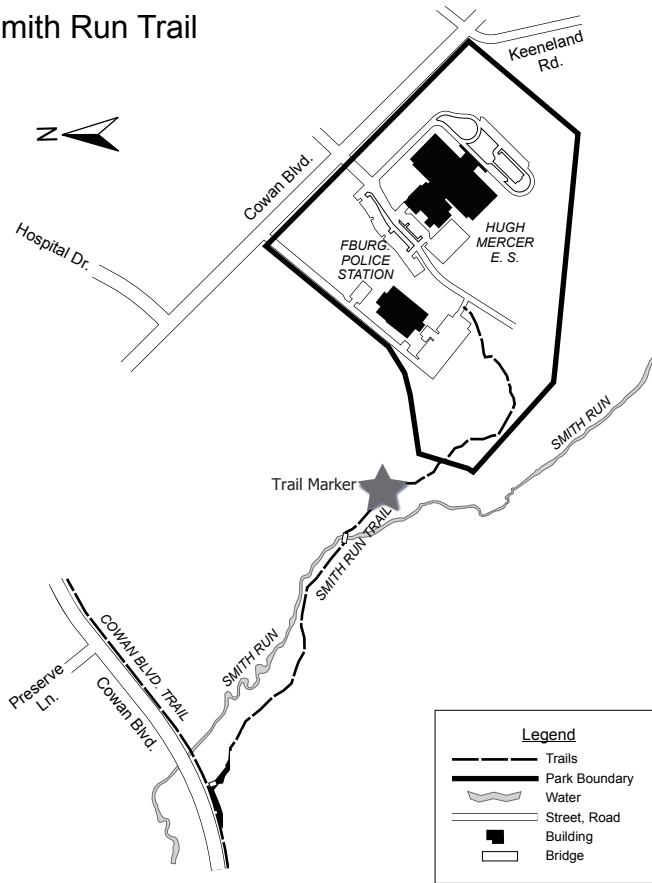 mith Run Trail
Keeneland
Rd.
N
Cowan Blvd.
Hospital Dr.
FBURG.
POLICE
STATION
HUGH
MERCER
E. S.
SMITH RUN
Trail Marker
SMITH RUN TRAIL
SMITH RUN
COWAN BLVD. TRAIL
Preserve
Ln.
Cowan Blvd.
Legend
Trails
Park Boundary
Water
Street, Road
Building
Bridge